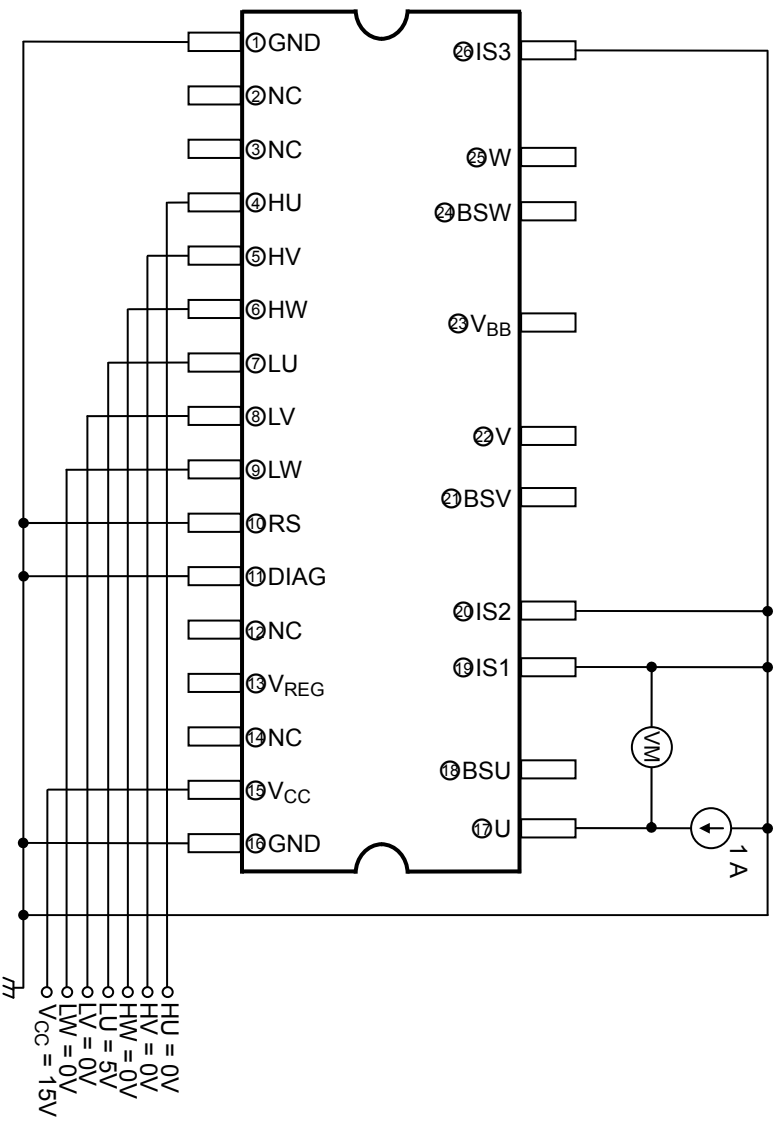 ①GND
②NC
③NC
④HU
⑤HV
⑥HW
⑦LU
⑧LV
⑨LW
⑩RS
⑪DIAG
⑫NC
⑬VREG
⑭NC
⑮VCC
⑯GND
㉖IS3
㉕W
㉔BSW
㉓VBB
㉒V
㉑BSV
⑳IS2
⑲IS1
⑱BSU
⑰U
VM
1 A
HU = 0V
HV = 0V
HW = 0V
LU = 5V
LV = 0V
LW = 0V
VCC = 15V